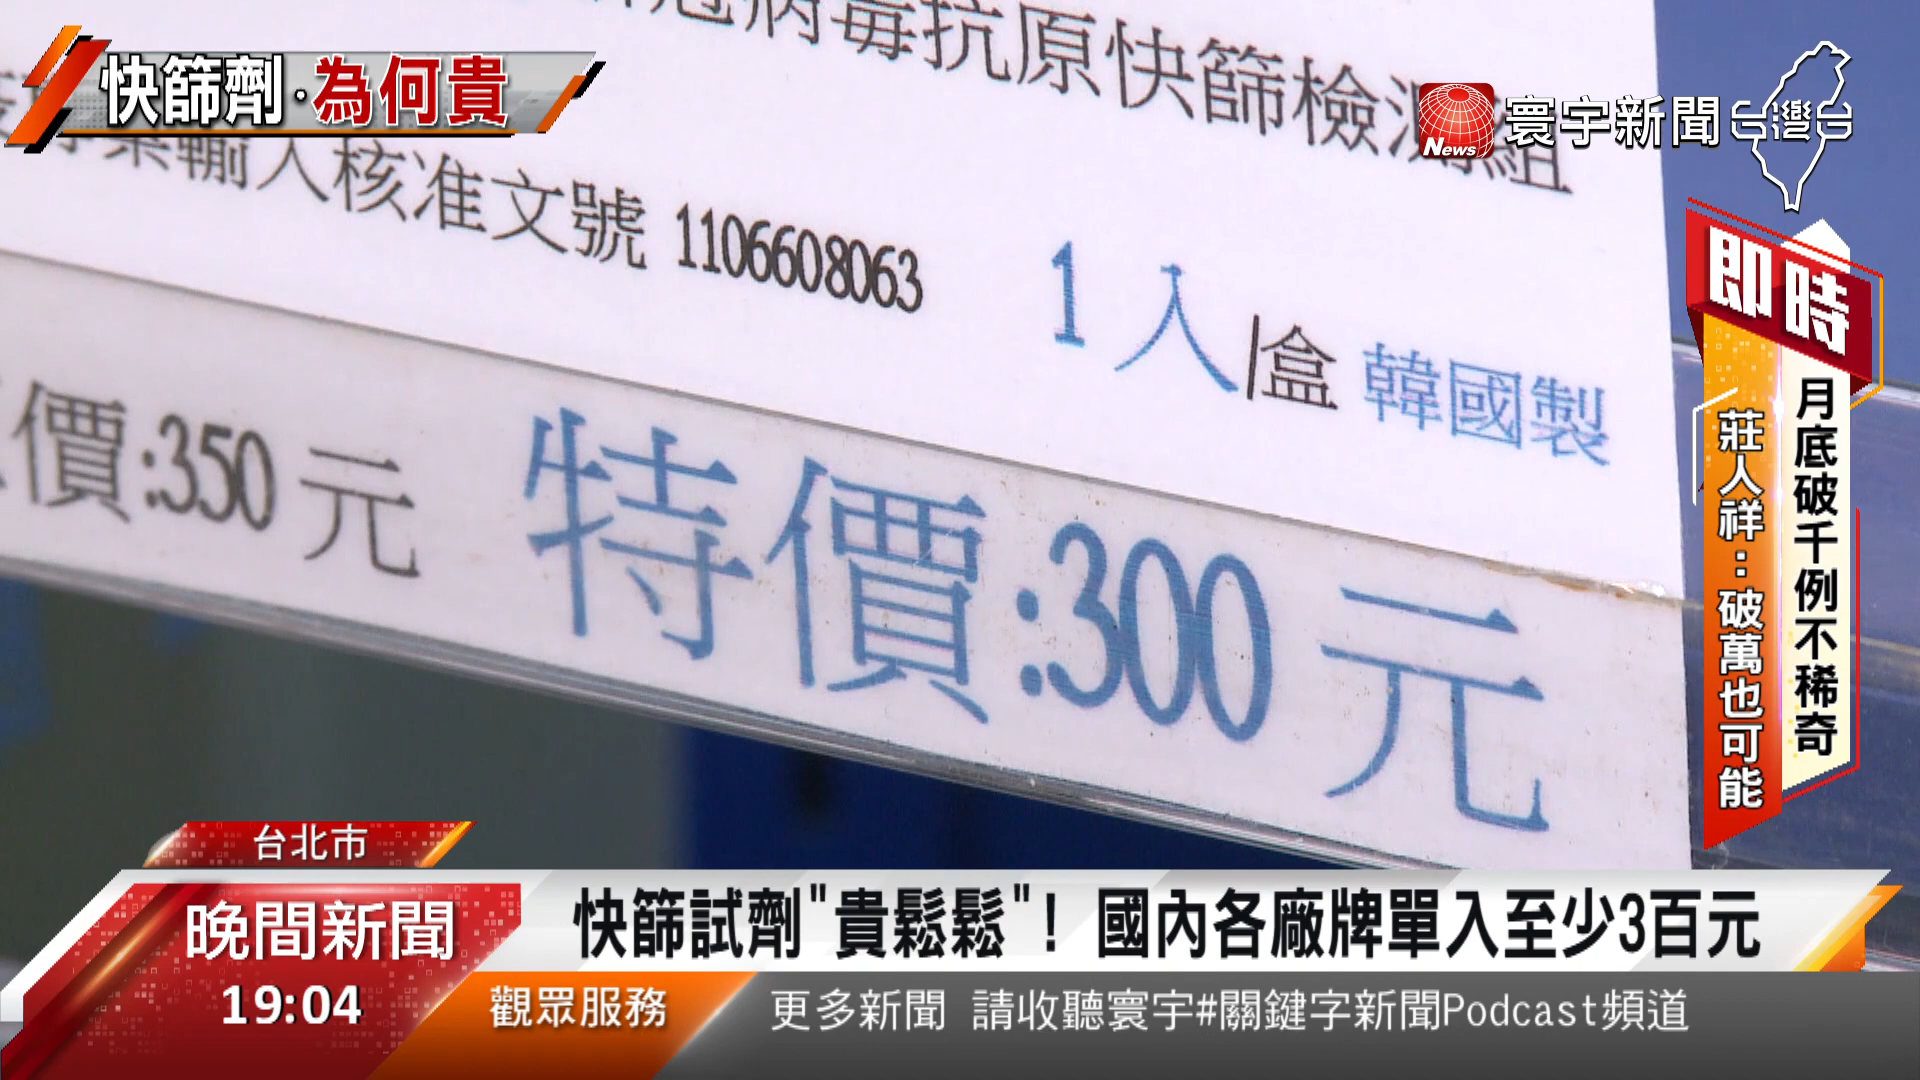 快篩劑·為何貴
病毒抗原快篩檢測組
輸入核准文號 1106608063
1入/盒 韓國製
價:350元 特價:300元
News 寰宇新聞 台灣台
即時
月底破千例不稀奇
莊人祥：破萬也可能
台北市
晚間新聞
19:04
快篩試劑"貴鬆鬆"! 國內各廠牌單入至少3百元
觀眾服務
更多新聞 請收聽寰宇#關鍵字新聞Podcast頻道